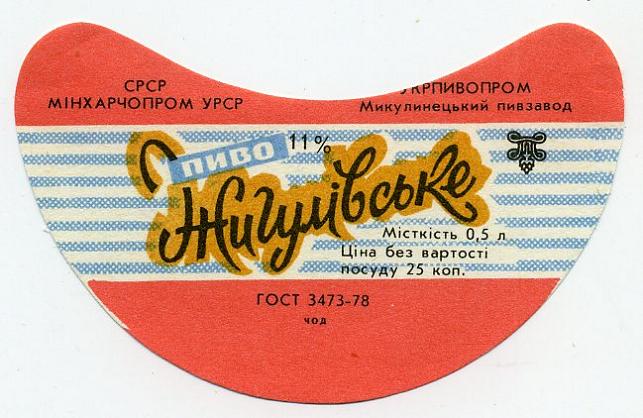 СРСР
МІНХАРЧОПРОМ УРСР
УКРПИВОПРОМ
Микулинецький пивзавод
ПИВО 11%
Жигулівське
Місткість 0,5 л
Ціна без вартості
посуду 25 коп.
ГОСТ 3473-78
чод